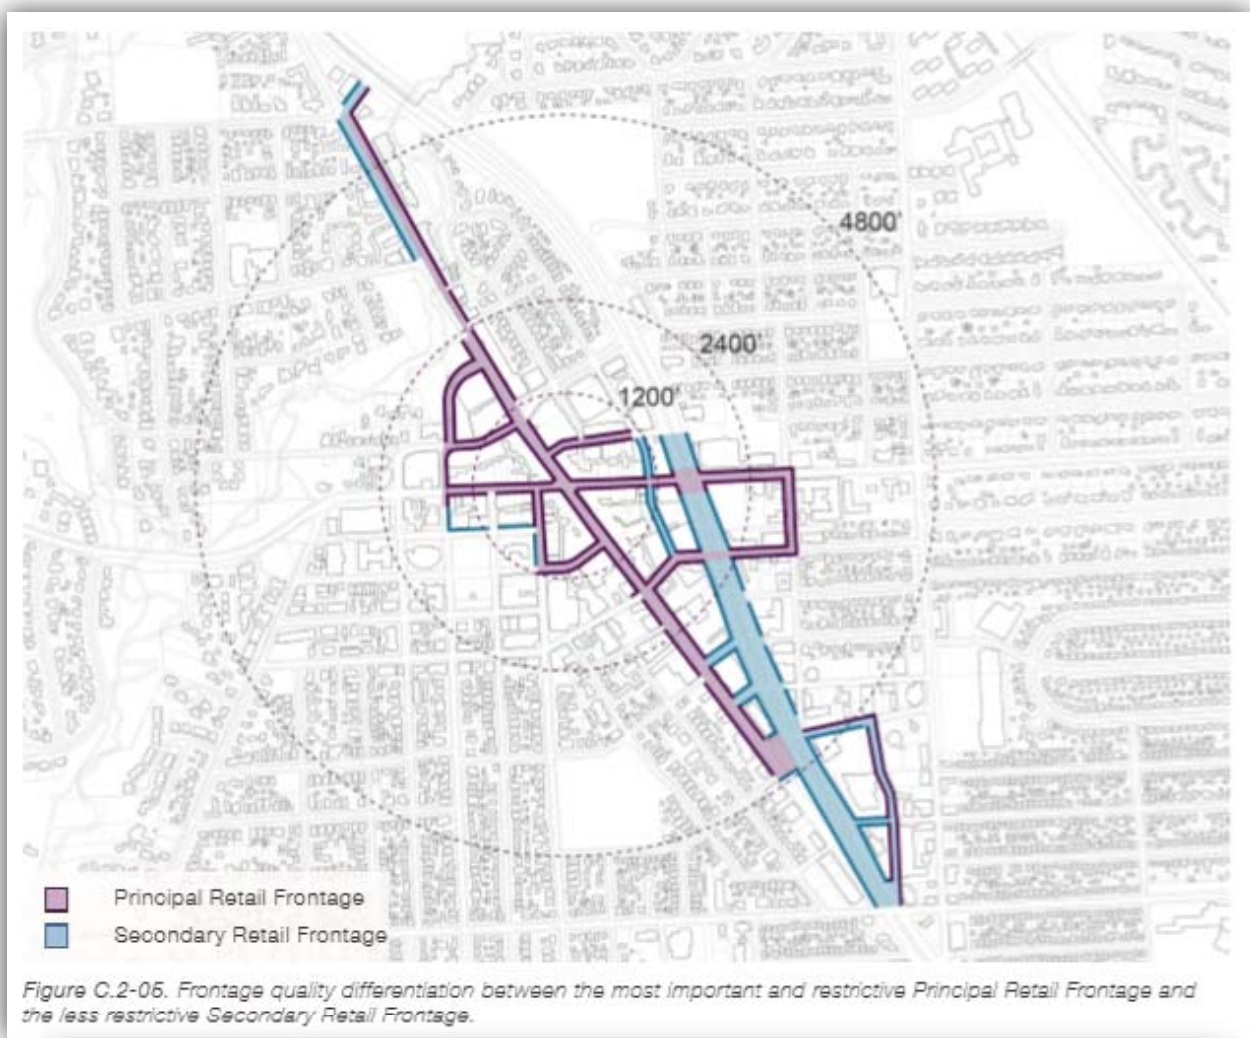 4800'
2400'
1200'
Principal Retail Frontage
Secondary Retail Frontage
Figure C.2-05. Frontage quality differentiation between the most important and restrictive Principal Retail Frontage and
the less restrictive Secondary Retail Frontage.